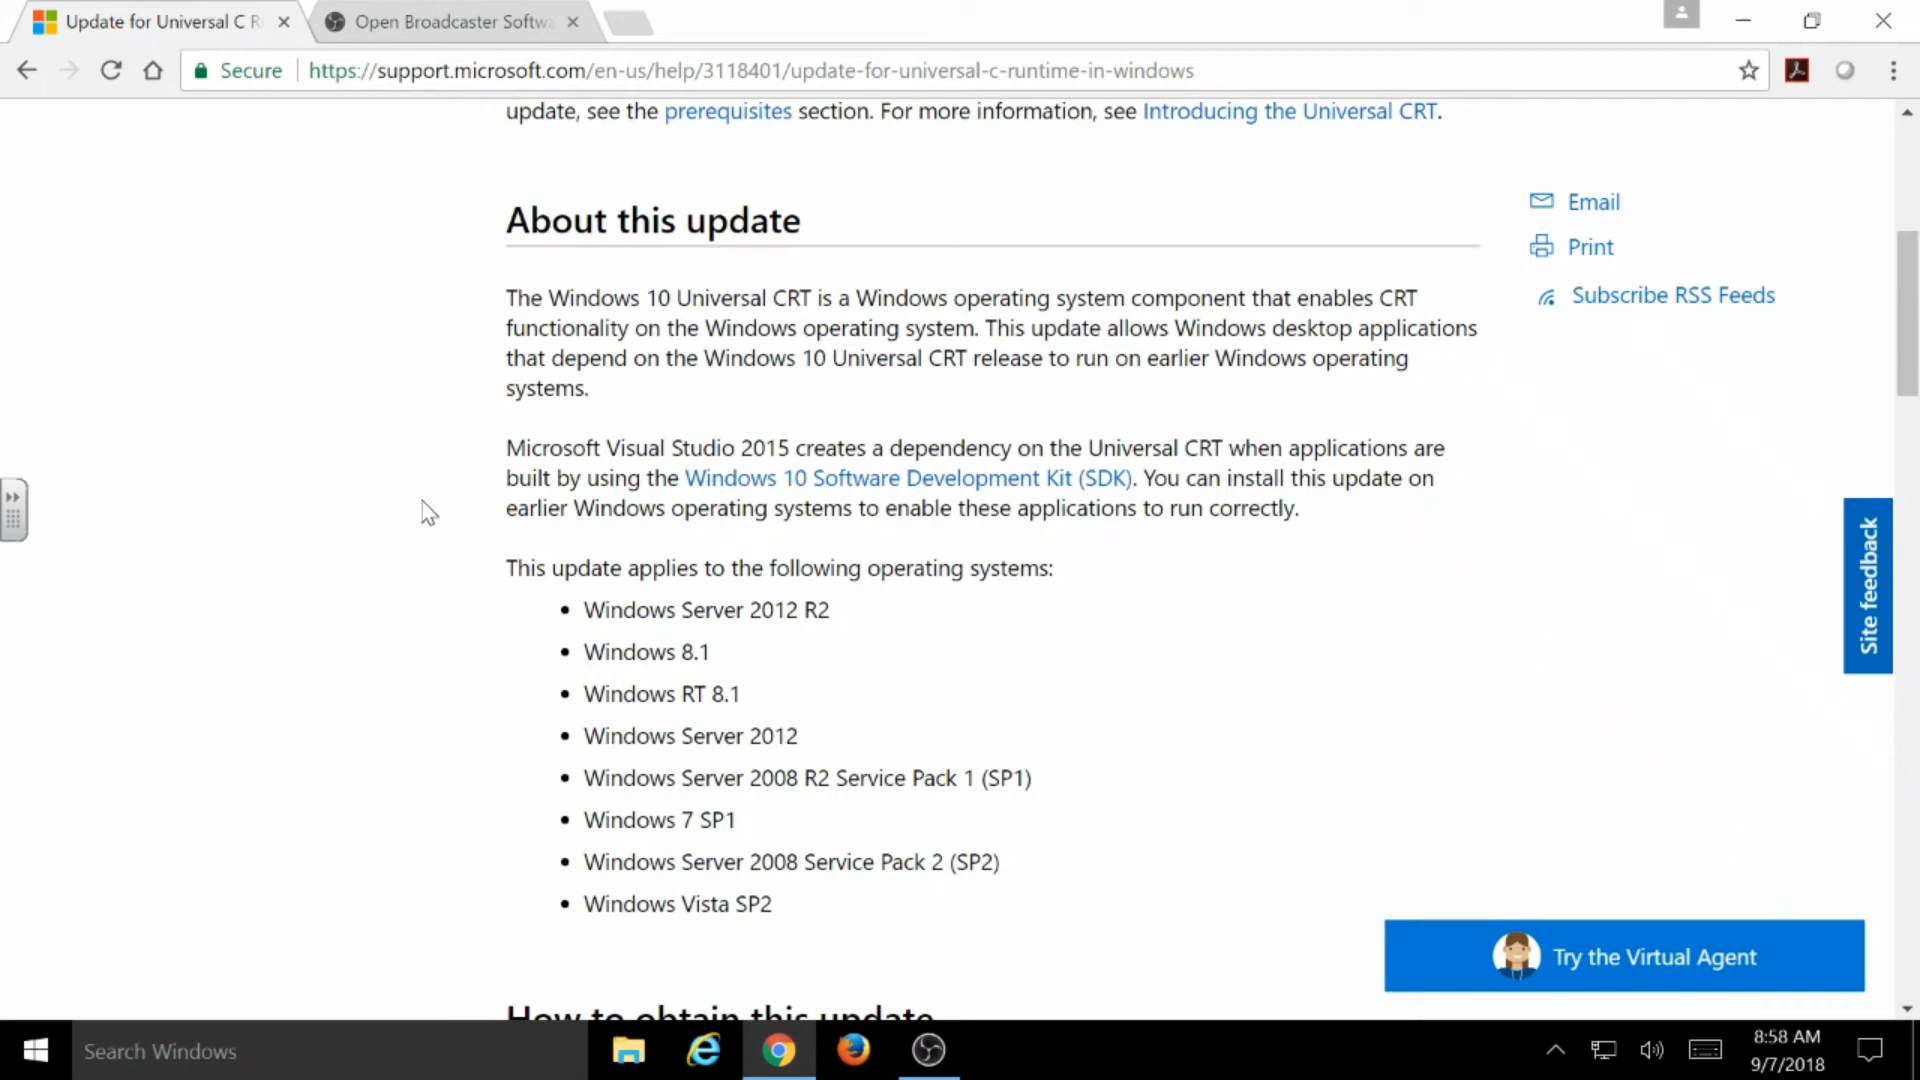 Update for Universal C R
Open Broadcaster Softw
Secure
https://support.microsoft.com/en-us/help/3118401/update-for-universal-c-runtime-in-windows
update, see the prerequisites section. For more information, see Introducing the Universal CRT.
About this update
Email
Print
Subscribe RSS Feeds
The Windows 10 Universal CRT is a Windows operating system component that enables CRT
functionality on the Windows operating system. This update allows Windows desktop applications
that depend on the Windows 10 Universal CRT release to run on earlier Windows operating
systems.
Microsoft Visual Studio 2015 creates a dependency on the Universal CRT when applications are
built by using the Windows 10 Software Development Kit (SDK). You can install this update on
earlier Windows operating systems to enable these applications to run correctly.
This update applies to the following operating systems:
• Windows Server 2012 R2
• Windows 8.1
• Windows RT 8.1
• Windows Server 2012
• Windows Server 2008 R2 Service Pack 1 (SP1)
• Windows 7 SP1
• Windows Server 2008 Service Pack 2 (SP2)
• Windows Vista SP2
Site feedback
Try the Virtual Agent
How to obtain this update
Search Windows
8:58 AM
9/7/2018